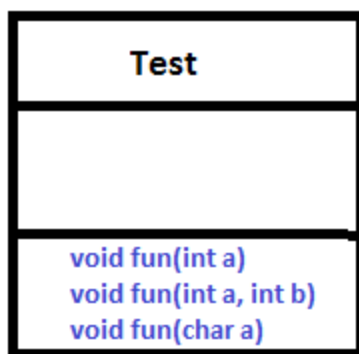 Test
void fun(int a)
void fun(int a, int b)
void fun(char a)